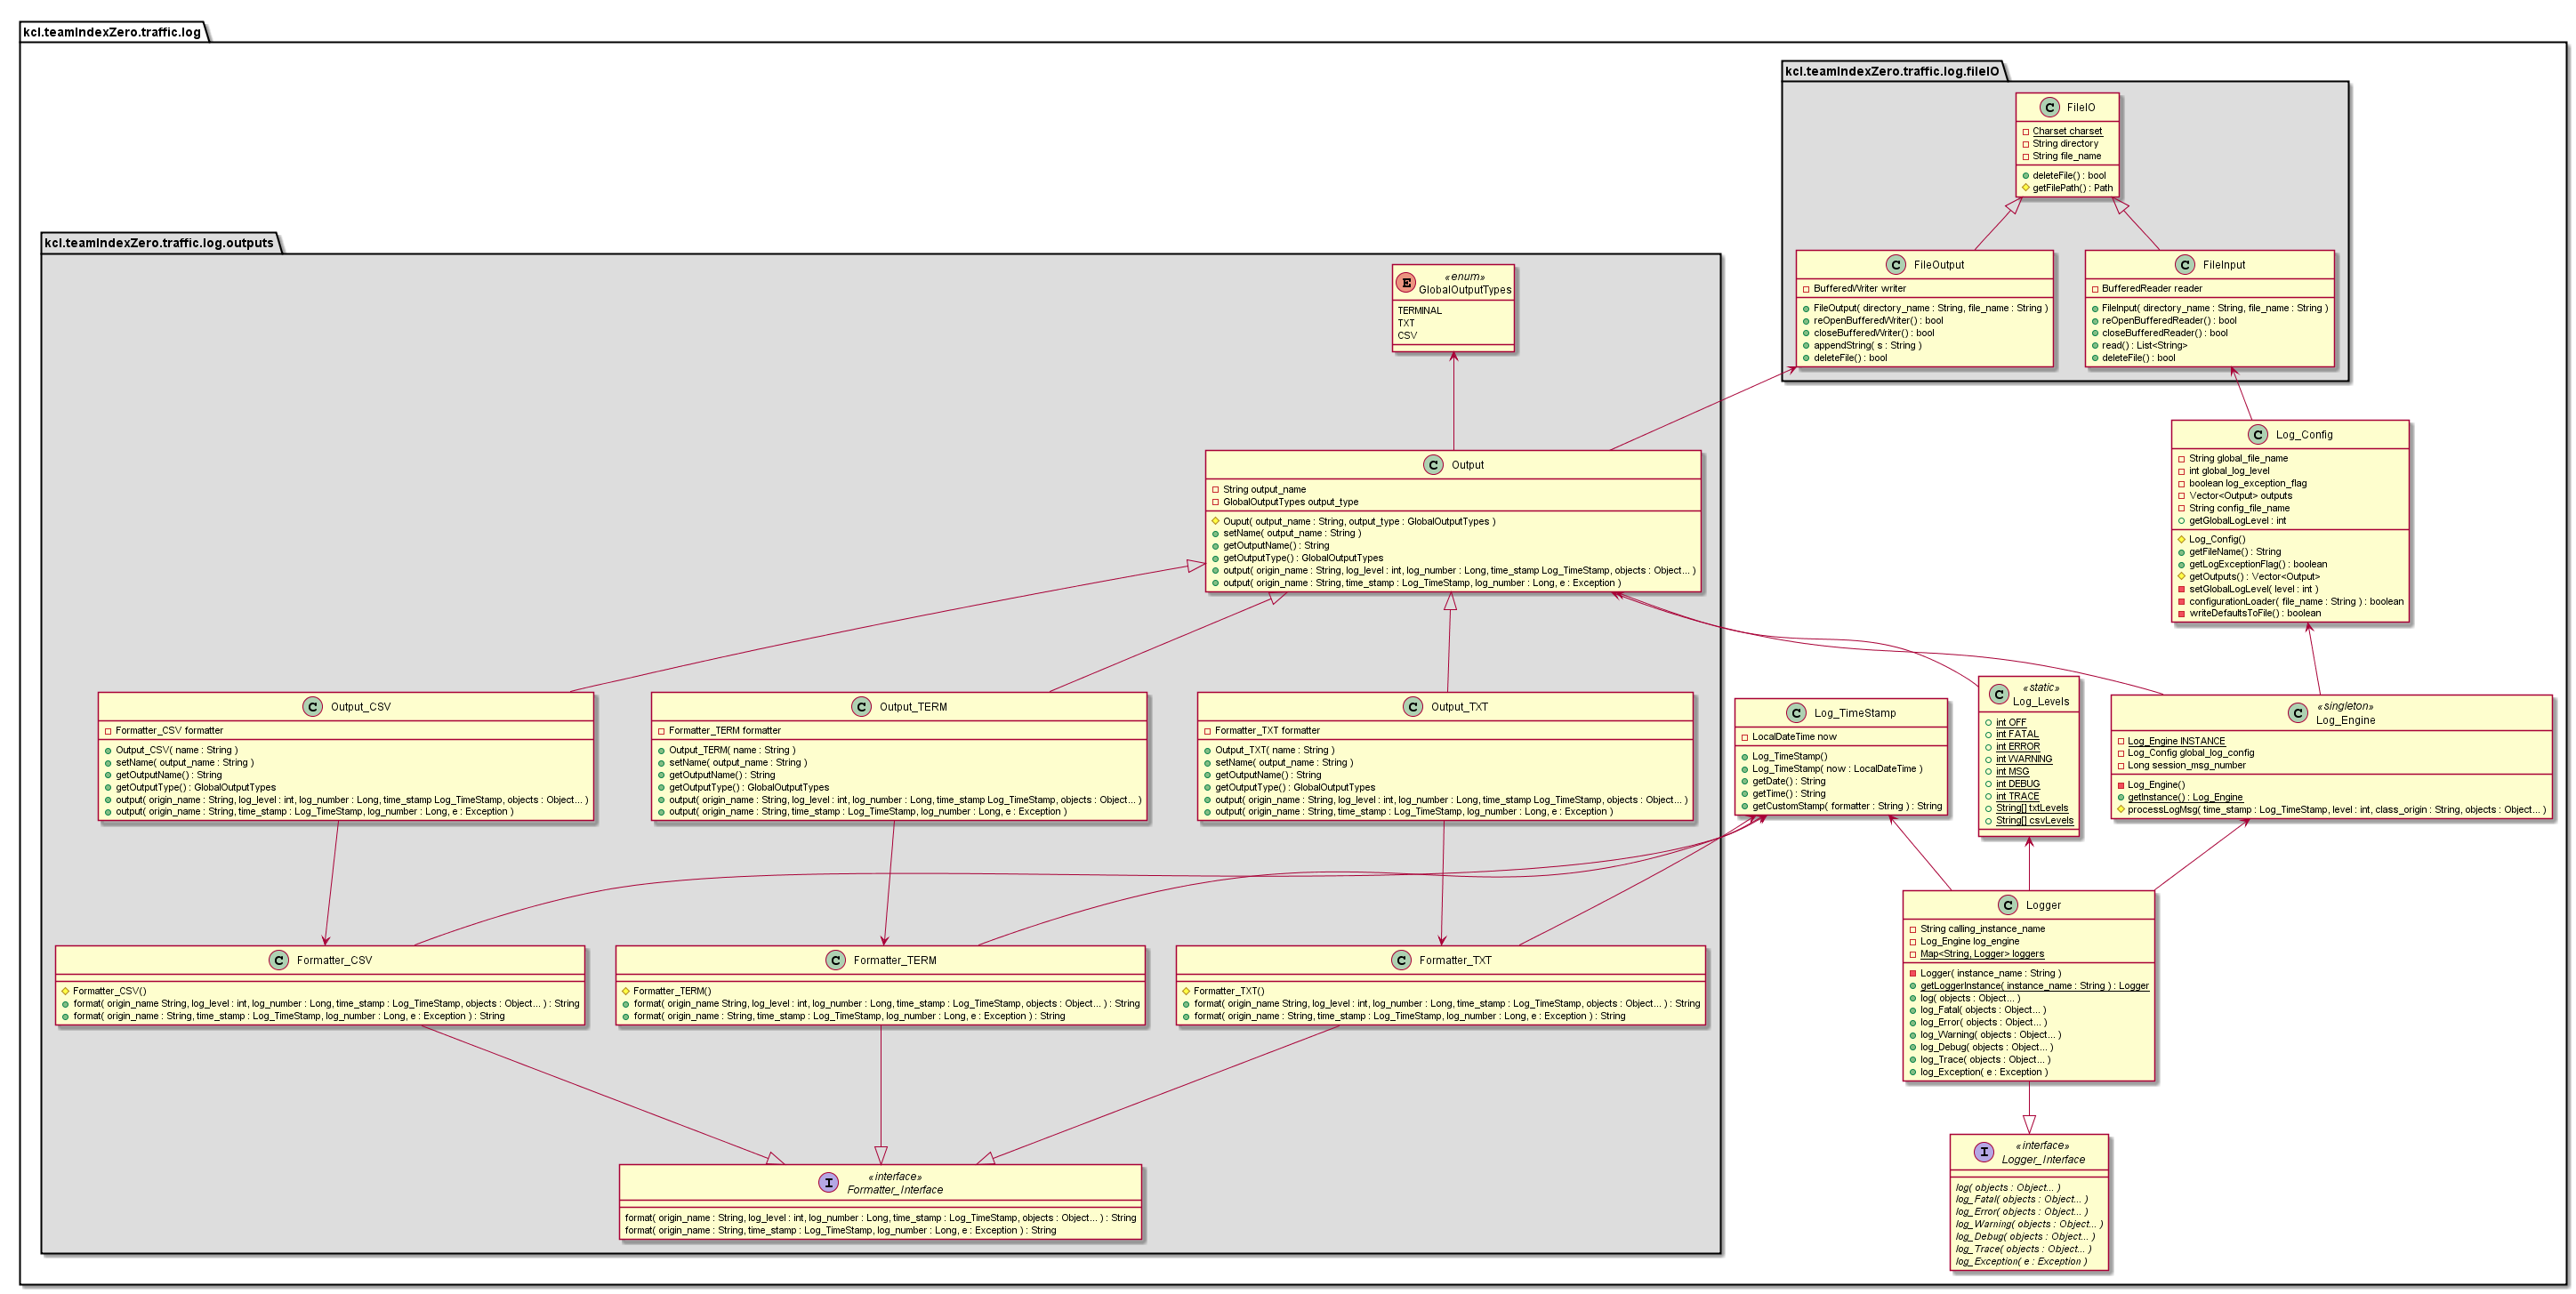 kcl.teamIndexZero.traffic.log
kcl.teamIndexZero.traffic.log.fileIO
C FileIO
Charset charset
String directory
String file_name
deleteFile() : bool
getFilePath() : Path
C FileOutput
BufferedWriter writer
FileOutput( directory_name : String, file_name : String )
reOpenBufferedWriter() : bool
closeBufferedWriter() : bool
appendString( s : String )
deleteFile() : bool
C FileInput
BufferedReader reader
FileInput( directory_name : String, file_name : String )
reOpenBufferedReader() : bool
closeBufferedReader() : bool
read() : List<String>
deleteFile() : bool
kcl.teamIndexZero.traffic.log.outputs
E «enum»
GlobalOutputTypes
TERMINAL
TXT
CSV
C Output
String output_name
GlobalOutputTypes output_type
Ouput( output_name : String, output_type : GlobalOutputTypes )
setName( output_name : String )
getOutputName() : String
getOutputType() : GlobalOutputTypes
output( origin_name : String, log_level : int, log_number : Long, time_stamp Log_TimeStamp, objects : Object... )
output( origin_name : String, time_stamp : Log_TimeStamp, log_number : Long, e : Exception )
C Log_Config
String global_file_name
int global_log_level
boolean log_exception_flag
Vector<Output> outputs
String config_file_name
getGlobalLogLevel : int
Log_Config()
getFileName() : String
getLogExceptionFlag() : boolean
getOutputs() : Vector<Output>
setGlobalLogLevel( level : int )
configurationLoader( file_name : String ) : boolean
writeDefaultsToFile() : boolean
C Output_CSV
Formatter_CSV formatter
Output_CSV( name : String )
setName( output_name : String )
getOutputName() : String
getOutputType() : GlobalOutputTypes
output( origin_name : String, log_level : int, log_number : Long, time_stamp Log_TimeStamp, objects : Object... )
output( origin_name : String, time_stamp : Log_TimeStamp, log_number : Long, e : Exception )
C Output_TERM
Formatter_TERM formatter
Output_TERM( name : String )
setName( output_name : String )
getOutputName() : String
getOutputType() : GlobalOutputTypes
output( origin_name : String, log_level : int, log_number : Long, time_stamp Log_TimeStamp, objects : Object... )
output( origin_name : String, time_stamp : Log_TimeStamp, log_number : Long, e : Exception )
C Output_TXT
Formatter_TXT formatter
Output_TXT( name : String )
setName( output_name : String )
getOutputName() : String
getOutputType() : GlobalOutputTypes
output( origin_name : String, log_level : int, log_number : Long, time_stamp Log_TimeStamp, objects : Object... )
output( origin_name : String, time_stamp : Log_TimeStamp, log_number : Long, e : Exception )
C Log_TimeStamp
LocalDateTime now
Log_TimeStamp()
Log_TimeStamp( now : LocalDateTime )
getDate() : String
getTime() : String
getCustomStamp( formatter : String ) : String
C «static»
Log_Levels
int OFF
int FATAL
int ERROR
int WARNING
int MSG
int DEBUG
int TRACE
String[] txtLevels
String[] csvLevels
C «singleton»
Log_Engine
Log_Engine INSTANCE
Log_Config global_log_config
Long session_msg_number
Log_Engine()
getInstance() : Log_Engine
processLogMsg( time_stamp : Log_TimeStamp, level : int, class_origin : String, objects : Object... )
C Formatter_CSV
Formatter_CSV()
format( origin_name String, log_level : int, log_number : Long, time_stamp : Log_TimeStamp, objects : Object... ) : String
format( origin_name : String, time_stamp : Log_TimeStamp, log_number : Long, e : Exception ) : String
C Formatter_TERM
Formatter_TERM()
format( origin_name String, log_level : int, log_number : Long, time_stamp : Log_TimeStamp, objects : Object... ) : String
format( origin_name : String, time_stamp : Log_TimeStamp, log_number : Long, e : Exception ) : String
C Formatter_TXT
Formatter_TXT()
format( origin_name String, log_level : int, log_number : Long, time_stamp : Log_TimeStamp, objects : Object... ) : String
format( origin_name : String, time_stamp : Log_TimeStamp, log_number : Long, e : Exception ) : String
C Logger
String calling_instance_name
Log_Engine log_engine
Map<String, Logger> loggers
Logger( instance_name : String )
getLoggerInstance( instance_name : String ) : Logger
log( objects : Object... )
log_Fatal( objects : Object... )
log_Error( objects : Object... )
log_Warning( objects : Object... )
log_Debug( objects : Object... )
log_Trace( objects : Object... )
log_Exception( e : Exception )
I «interface»
Formatter_Interface
format( origin_name : String, log_level : int, log_number : Long, time_stamp : Log_TimeStamp, objects : Object... ) : String
format( origin_name : String, time_stamp : Log_TimeStamp, log_number : Long, e : Exception ) : String
I «interface»
Logger_Interface
log( objects : Object... )
log_Fatal( objects : Object... )
log_Error( objects : Object... )
log_Warning( objects : Object... )
log_Debug( objects : Object... )
log_Trace( objects : Object... )
log_Exception( e : Exception )